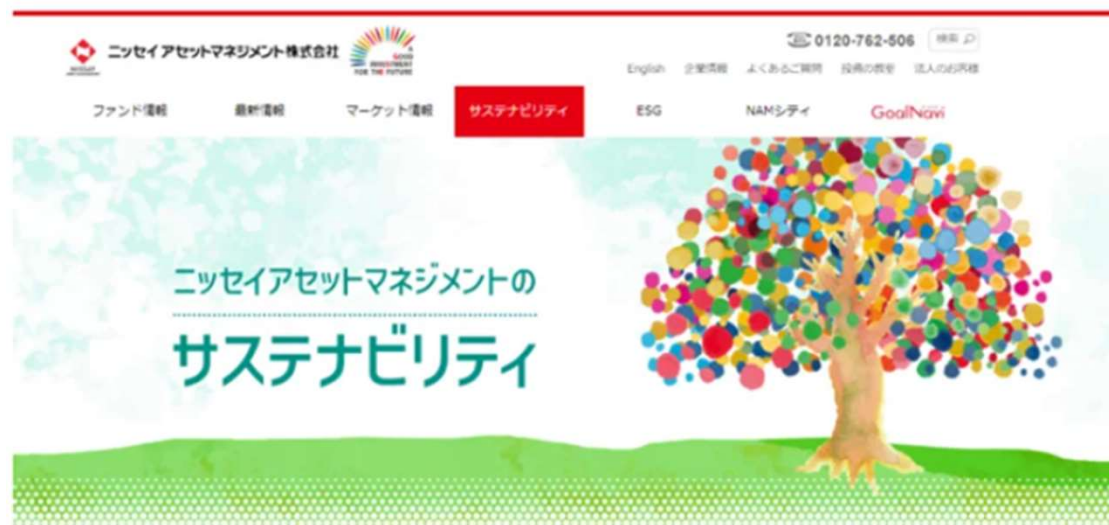 ニッセイ アセットマネジメント株式会社
A GOOD INVESTMENT FOR THE FUTURE
0120-762-506 検索
English 企業情報 よくあるご質問 投資の教室 法人のお客様
ファンド情報 最新情報 マーケット情報 サステナビリティ ESG NAMシティ GoalNavi
ニッセイアセットマネジメントの
サステナビリティ